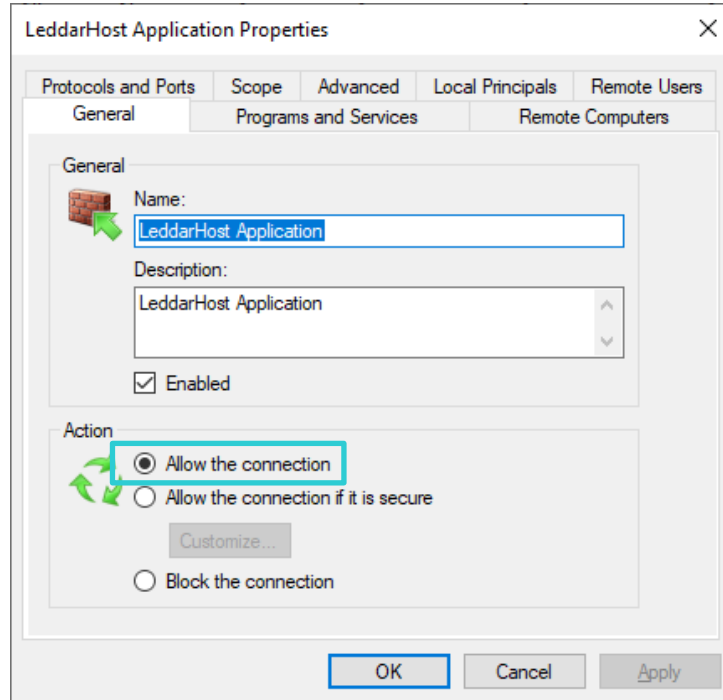 LeddarHost Application Properties
Protocols and Ports Scope Advanced Local Principals Remote Users
General Programs and Services Remote Computers
General
Name:
LeddarHost Application
Description:
LeddarHost Application
Enabled
Action
Allow the connection
Allow the connection if it is secure
Customize...
Block the connection
OK Cancel Apply